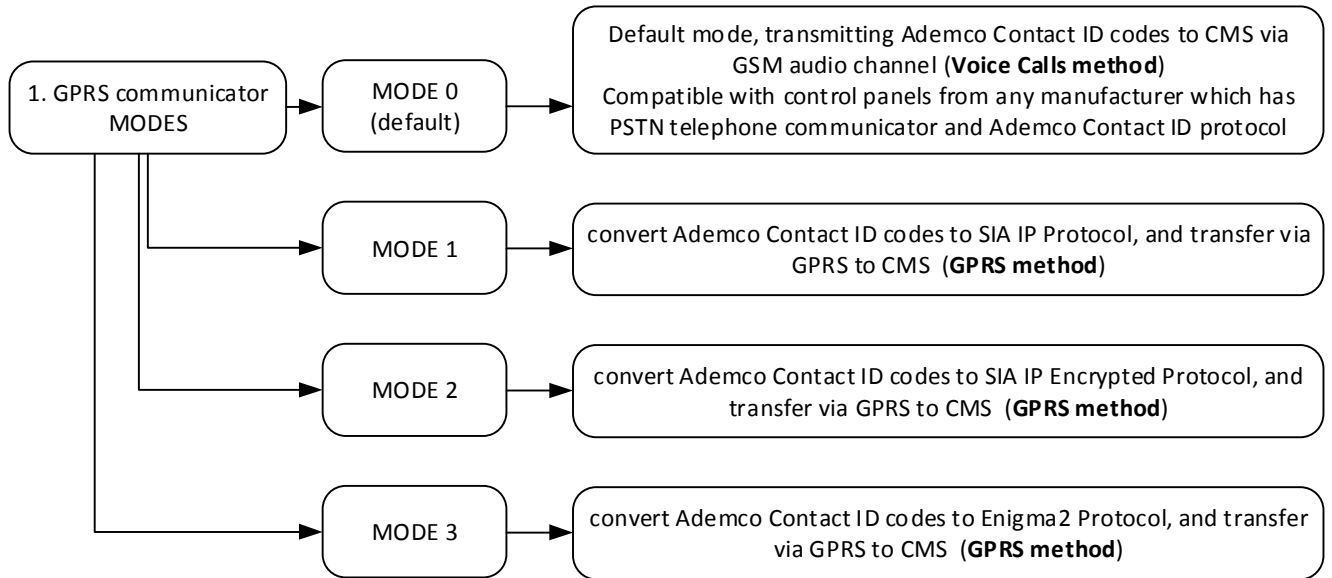 1. GPRS communicator
MODES
MODE 0
(default)
Default mode, transmitting Ademco Contact ID codes to CMS via
GSM audio channel (Voice Calls method)
Compatible with control panels from any manufacturer which has
PSTN telephone communicator and Ademco Contact ID protocol
MODE 1
convert Ademco Contact ID codes to SIA IP Protocol, and transfer via
GPRS to CMS (GPRS method)
MODE 2
convert Ademco Contact ID codes to SIA IP Encrypted Protocol, and
transfer via GPRS to CMS (GPRS method)
MODE 3
convert Ademco Contact ID codes to Enigma2 Protocol, and transfer
via GPRS to CMS (GPRS method)